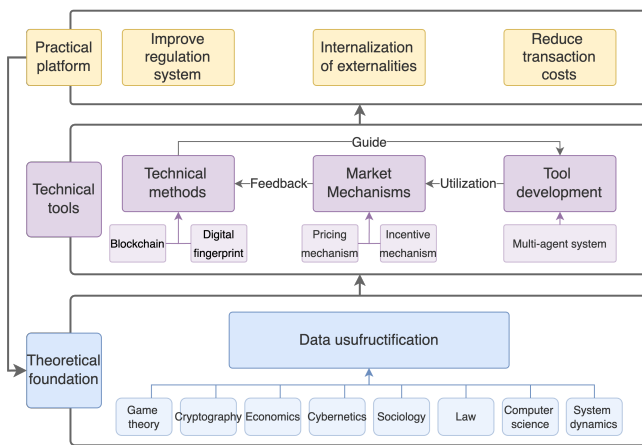 Practical
platform
Improve
regulation
system
Internalization
of externalities
Reduce
transaction
costs
Guide
Technical
tools
Technical
methods
Feedback
Market
Mechanisms
Utilization
Tool
development
Blockchain
Digital
fingerprint
Pricing
mechanism
Incentive
mechanism
Multi-agent system
Theoretical
foundation
Data usufructification
Game
theory
Cryptography
Economics
Cybernetics
Sociology
Law
Computer
science
System
dynamics